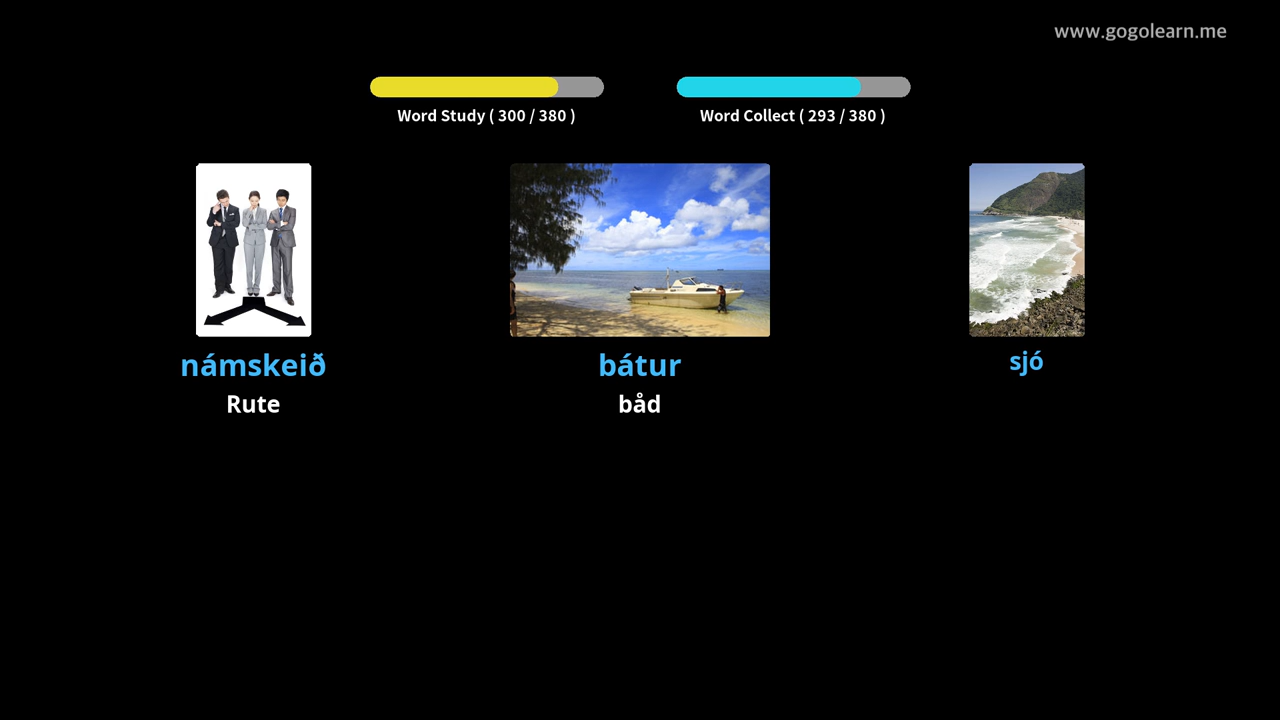 www.gogolearn.me
Word Study ( 300 / 380 )
Word Collect ( 293 / 380 )
námskeið
bátur
sjó
Rute
båd